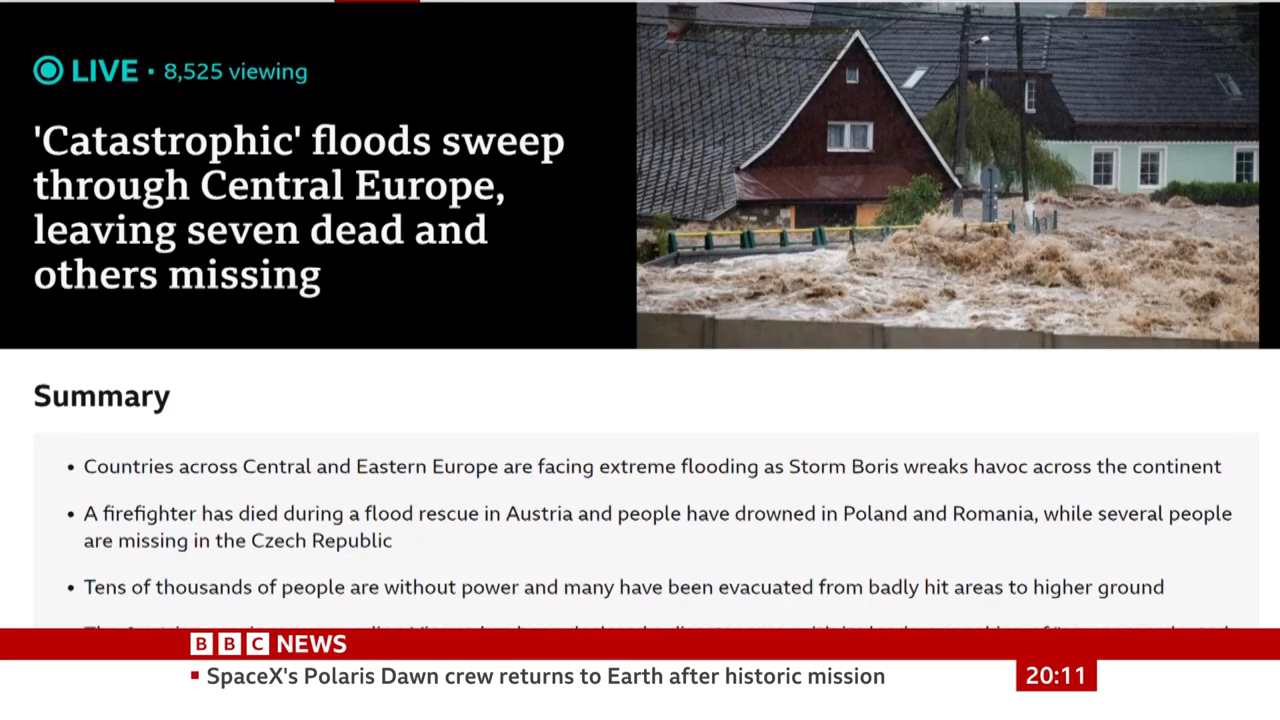 LIVE · 8,525 viewing
'Catastrophic' floods sweep
through Central Europe,
leaving seven dead and
others missing
Summary
• Countries across Central and Eastern Europe are facing extreme flooding as Storm Boris wreaks havoc across the continent
• A firefighter has died during a flood rescue in Austria and people have drowned in Poland and Romania, while several people
are missing in the Czech Republic
• Tens of thousands of people are without power and many have been evacuated from badly hit areas to higher ground
BBC NEWS
SpaceX's Polaris Dawn crew returns to Earth after historic mission
20:11